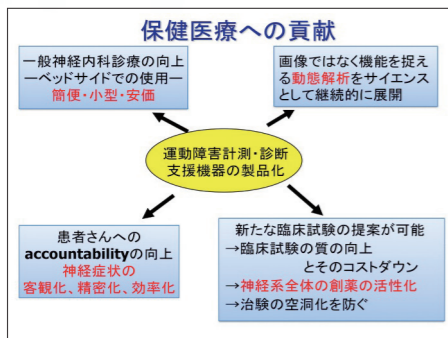 保健医療への貢献
一般神経内科診療の向上
ーベッドサイドでの使用ー
簡便・小型・安価
画像ではなく機能を捉え
る動態解析をサイエンス
として継続的に展開
運動障害計測・診断
支援機器の製品化
患者さんへの
accountabilityの向上
神経症状の
客観化、精密化、効率化
新たな臨床試験の提案が可能
→臨床試験の質の向上
とそのコストダウン
→神経系全体の創薬の活性化
→治験の空洞化を防ぐ